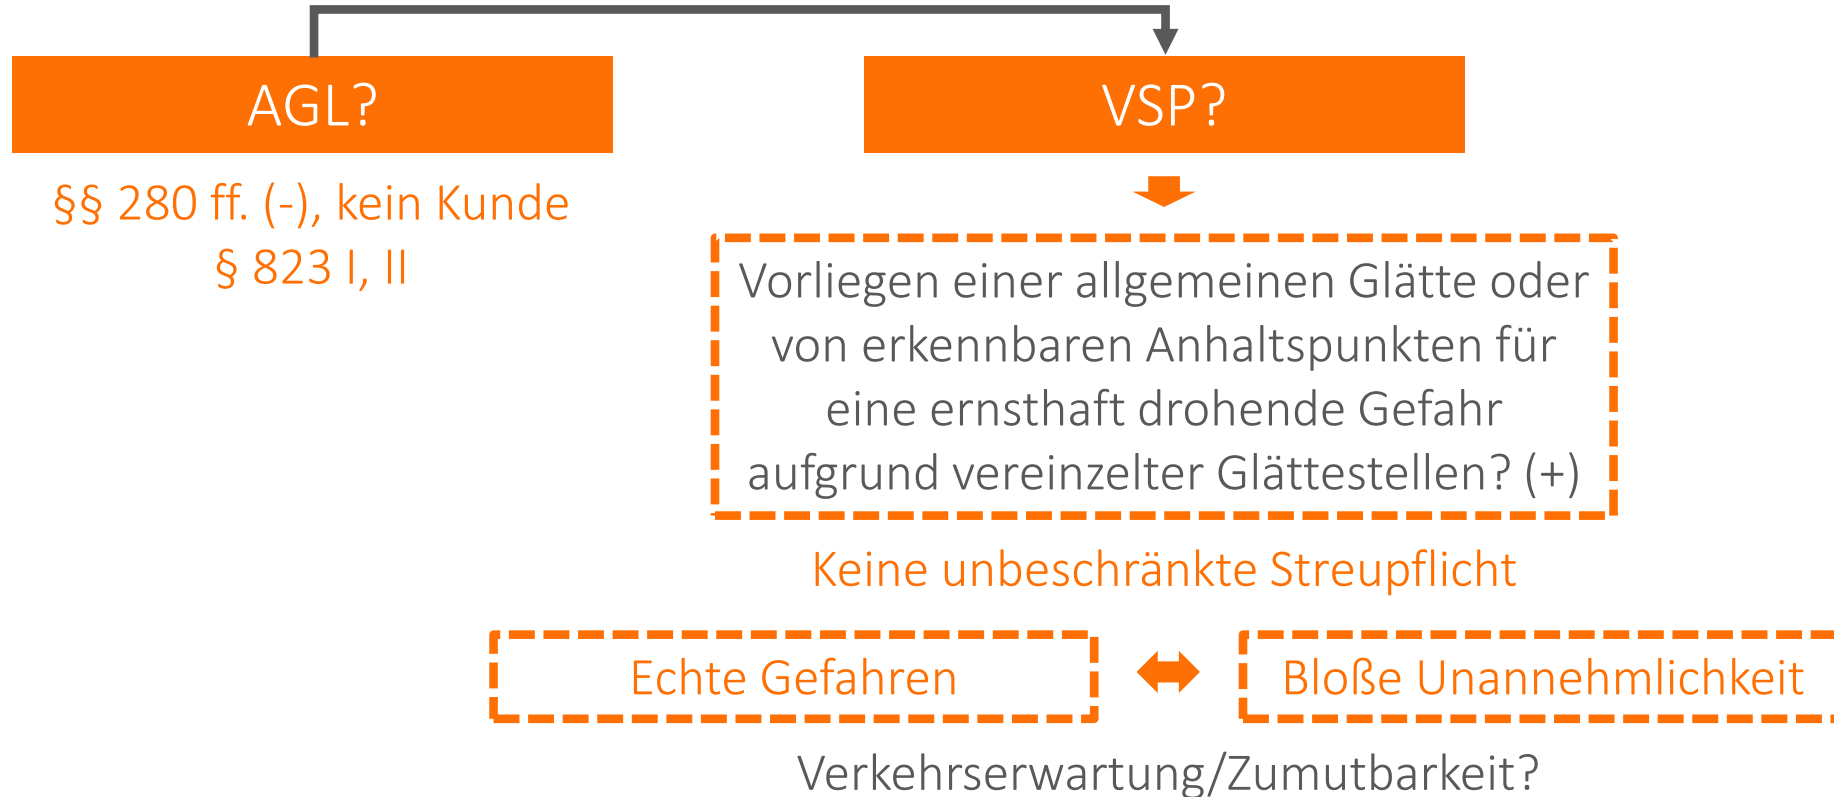 AGL?
§§ 280 ff. (-), kein Kunde
§ 823 I, II
VSP?
Vorliegen einer allgemeinen Glätte oder
von erkennbaren Anhaltspunkten für
eine ernsthaft drohende Gefahr
aufgrund vereinzelter Glättestellen? (+)
Keine unbeschränkte Streupflicht
Echte Gefahren
Bloße Unannehmlichkeit
Verkehrserwartung/Zumutbarkeit?